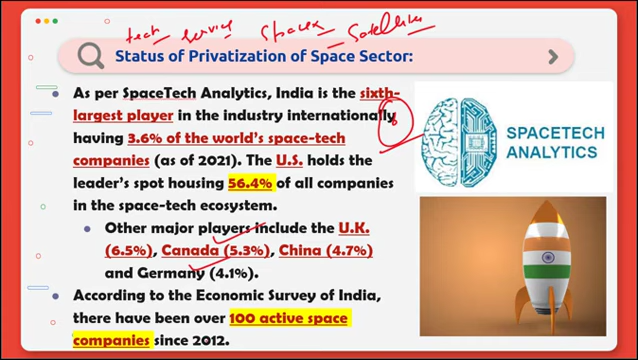 tech service SpaceX Satellite
Status of Privatization of Space Sector:
As per SpaceTech Analytics, India is the sixth-
largest player in the industry internationally
having 3.6% of the world's space-tech
companies (as of 2021). The U.S. holds the
leader's spot housing 56.4% of all companies
in the space-tech ecosystem.
Other major players include the U.K.
(6.5%), Canada (5.3%), China (4.7%)
and Germany (4.1%).
According to the Economic Survey of India,
there have been over 100 active space
companies since 2012.
SPACETECH
ANALYTICS